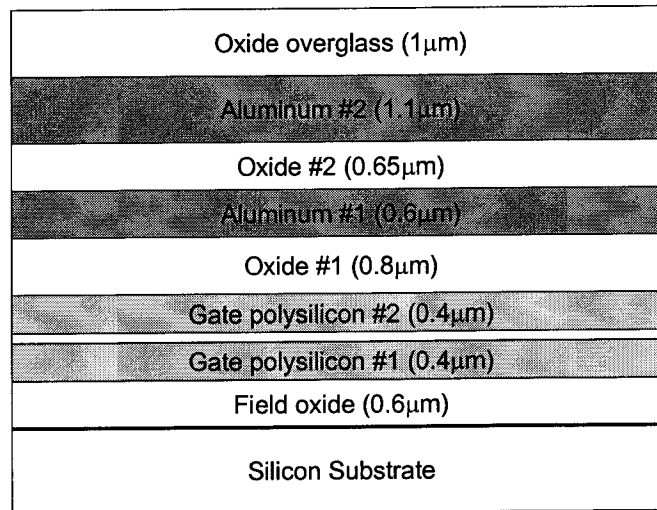 Oxide overglass (1μm)
Aluminum #2 (1.1μm)
Oxide #2 (0.65μm)
Aluminum #1 (0.6μm)
Oxide #1 (0.8μm)
Gate polysilicon #2 (0.4μm)
Gate polysilicon #1 (0.4μm)
Field oxide (0.6μm)
Silicon Substrate